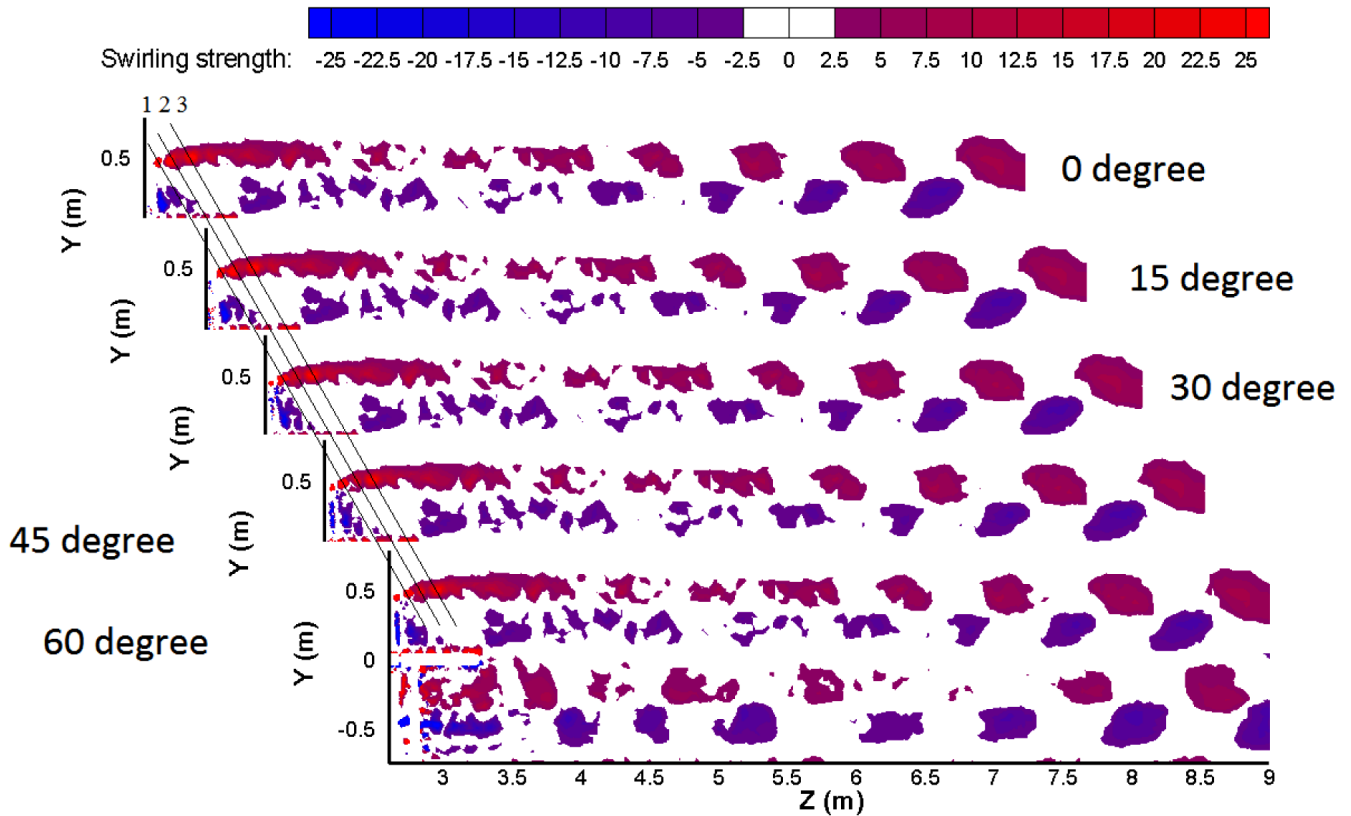 Swirling strength: -25 -22.5 -20 -17.5 -15 -12.5 -10 -7.5 -5 -2.5 0 2.5 5 7.5 10 12.5 15 17.5 20 22.5 25
1 2 3
0.5
Y (m)
0 degree
0.5
Y (m)
15 degree
0.5
Y (m)
30 degree
0.5
Y (m)
45 degree
0.5
0
-0.5
Y (m)
60 degree
3 3.5 4 4.5 5 5.5 6 6.5 7 7.5 8 8.5 9
Z (m)